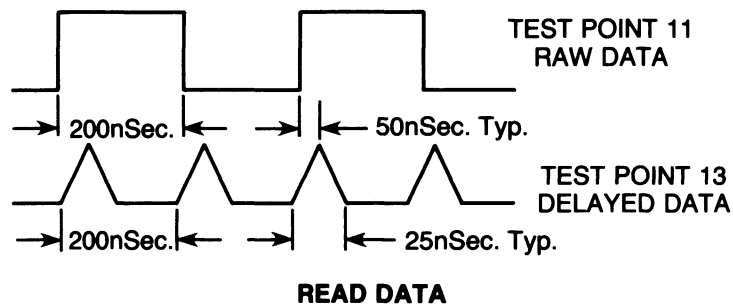 TEST POINT 11
RAW DATA
200nSec.
50nSec. Typ.
TEST POINT 13
DELAYED DATA
200nSec.
25nSec. Typ.
READ DATA